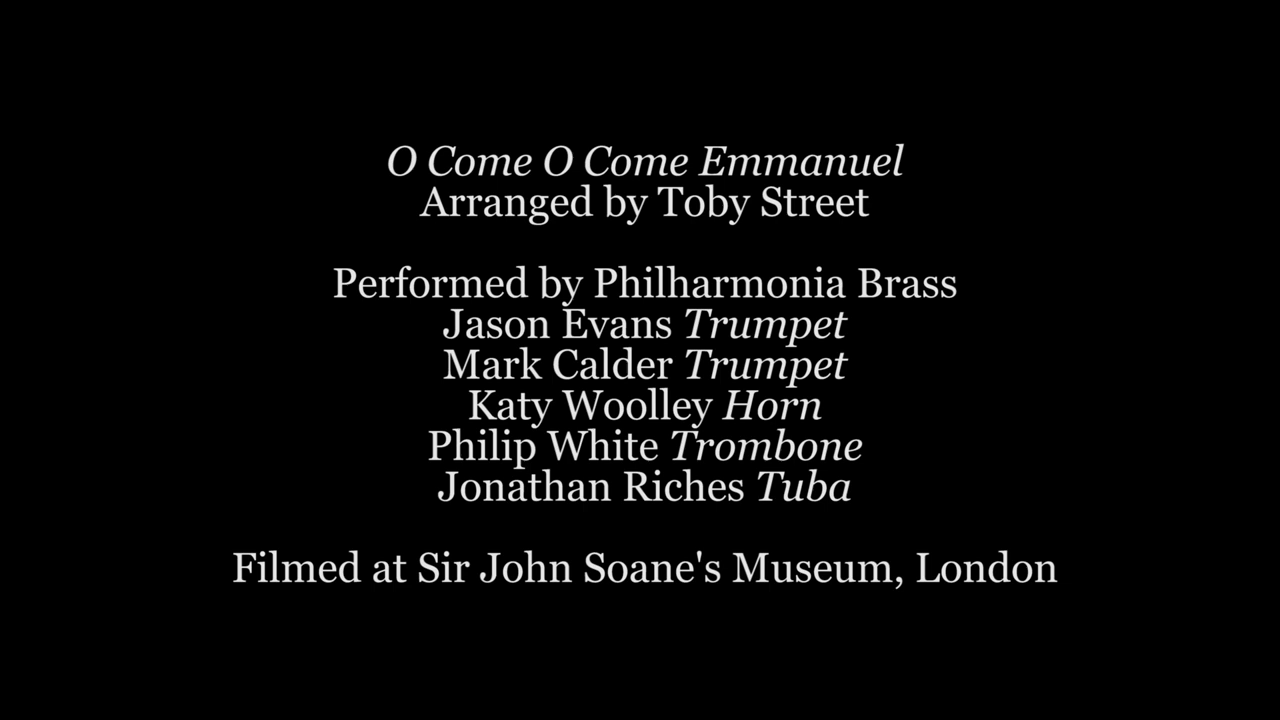 O Come O Come Emmanuel
Arranged by Toby Street
Performed by Philharmonia Brass
Jason Evans Trumpet
Mark Calder Trumpet
Katy Woolley Horn
Philip White Trombone
Jonathan Riches Tuba
Filmed at Sir John Soane's Museum, London